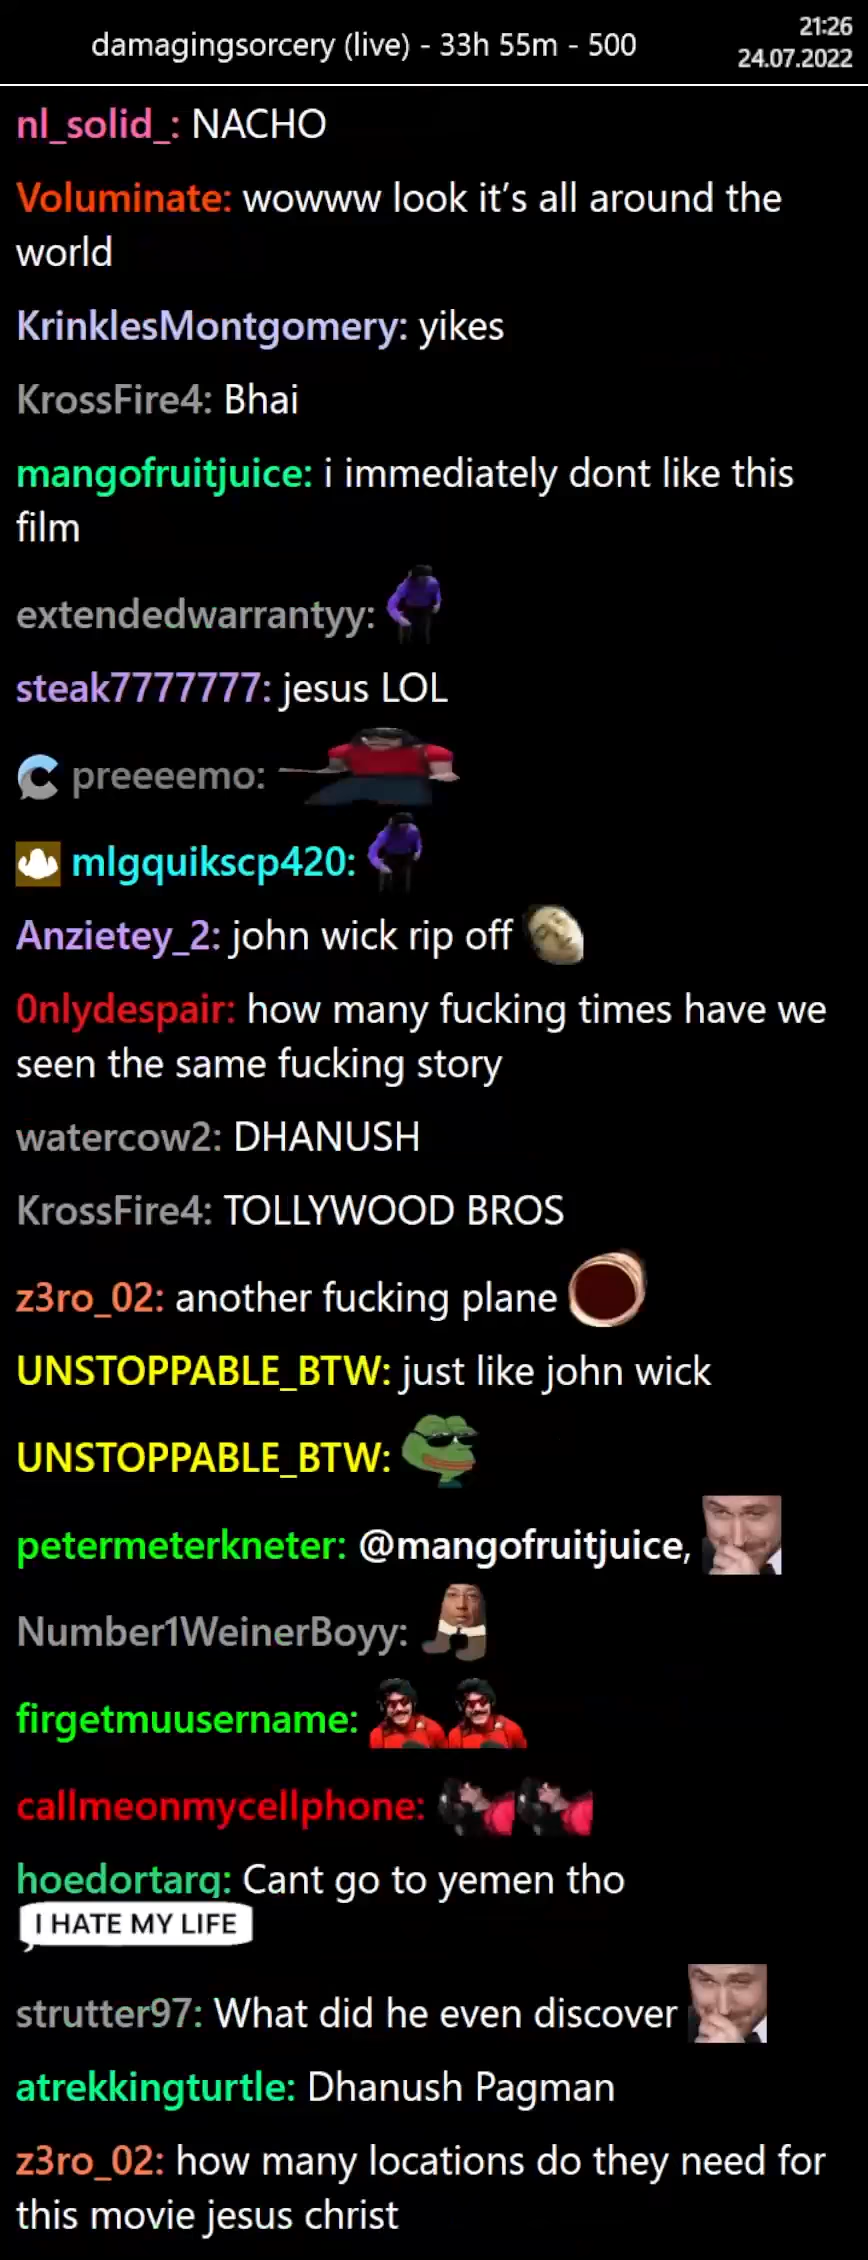 damagingsorcery (live) - 33h 55m - 500
21:26
24.07.2022
nl_solid_: NACHO
Voluminate: wowww look it’s all around the
world
KrinklesMontgomery: yikes
KrossFire4: Bhai
mangofruitjuice: i immediately dont like this
film
extendedwarrantyy:
steak7777777: jesus LOL
preeeemo:
mlgquikscp420:
Anzietey_2: john wick rip off
0nlydespair: how many fucking times have we
seen the same fucking story
watercow2: DHANUSH
KrossFire4: TOLLYWOOD BROS
z3ro_02: another fucking plane
UNSTOPPABLE_BTW: just like john wick
UNSTOPPABLE_BTW:
petermeterkneter: @mangofruitjuice,
Number1WeinerBoyy:
firgetmuusername:
callmeonmycellphone:
hoedortarq: Cant go to yemen tho
I HATE MY LIFE
strutter97: What did he even discover
atrekkingturtle: Dhanush Pagman
z3ro_02: how many locations do they need for
this movie jesus christ